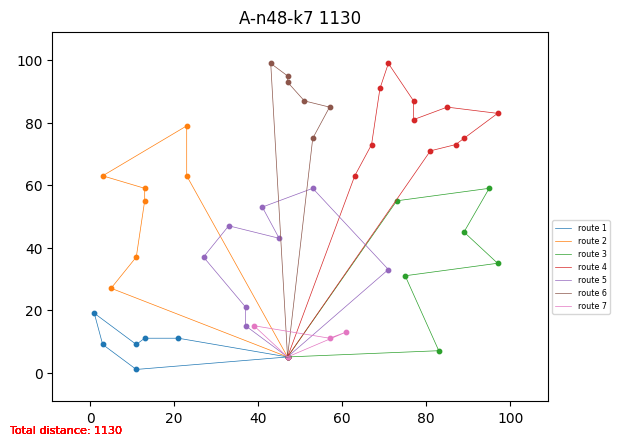 A-n48-k7 1130
100
80
60
40
20
0
0 20 40 60 80 100
route 1
route 2
route 3
route 4
route 5
route 6
route 7
Total distance: 1130